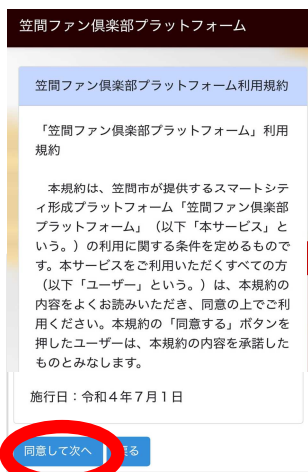 笠間ファン倶楽部プラットフォーム
笠間ファン倶楽部プラットフォーム利用規約
「笠間ファン倶楽部プラットフォーム」利用
規約
本規約は、笠間市が提供するスマートシテ
ィ形成プラットフォーム「笠間ファン倶楽部
プラットフォーム」（以下「本サービス」と
いう。）の利用に関する条件を定めるもので
す。本サービスをご利用いただくすべての方
（以下「ユーザー」という。）は、本規約の
内容をよくお読みいただき、同意の上でご利
用ください。本規約の「同意する」ボタンを
押したユーザーは、本規約の内容を承諾した
ものとみなします。
施行日：令和４年７月１日
同意して次へ 戻る